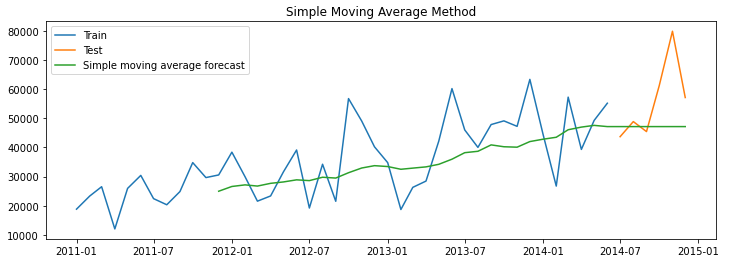 Simple Moving Average Method
80000
70000
60000
50000
40000
30000
20000
10000
Train
Test
Simple moving average forecast
2011-01 2011-07 2012-01 2012-07 2013-01 2013-07 2014-01 2014-07 2015-01